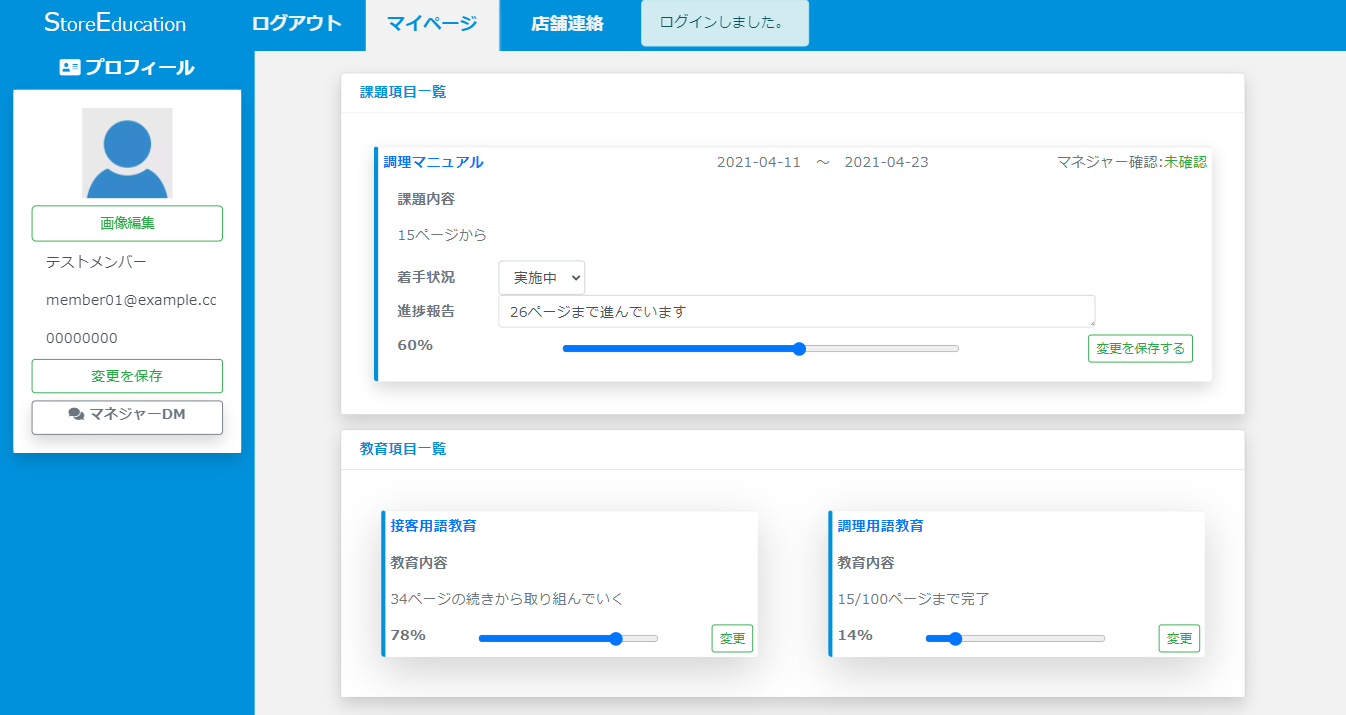 StoreEducation
ログアウト
マイページ
店舗連絡
ログインしました。
プロフィール
画像編集
テストメンバー
member01@example.cc
00000000
変更を保存
マネジャーDM
課題項目一覧
調理マニュアル 2021-04-11 ～ 2021-04-23 マネジャー確認:未確認
課題内容
15ページから
着手状況 実施中
進捗報告 26ページまで進んでいます
60% 変更を保存する
教育項目一覧
接客用語教育
教育内容
34ページの続きから取り組んでいく
78% 変更
調理用語教育
教育内容
15/100ページまで完了
14% 変更